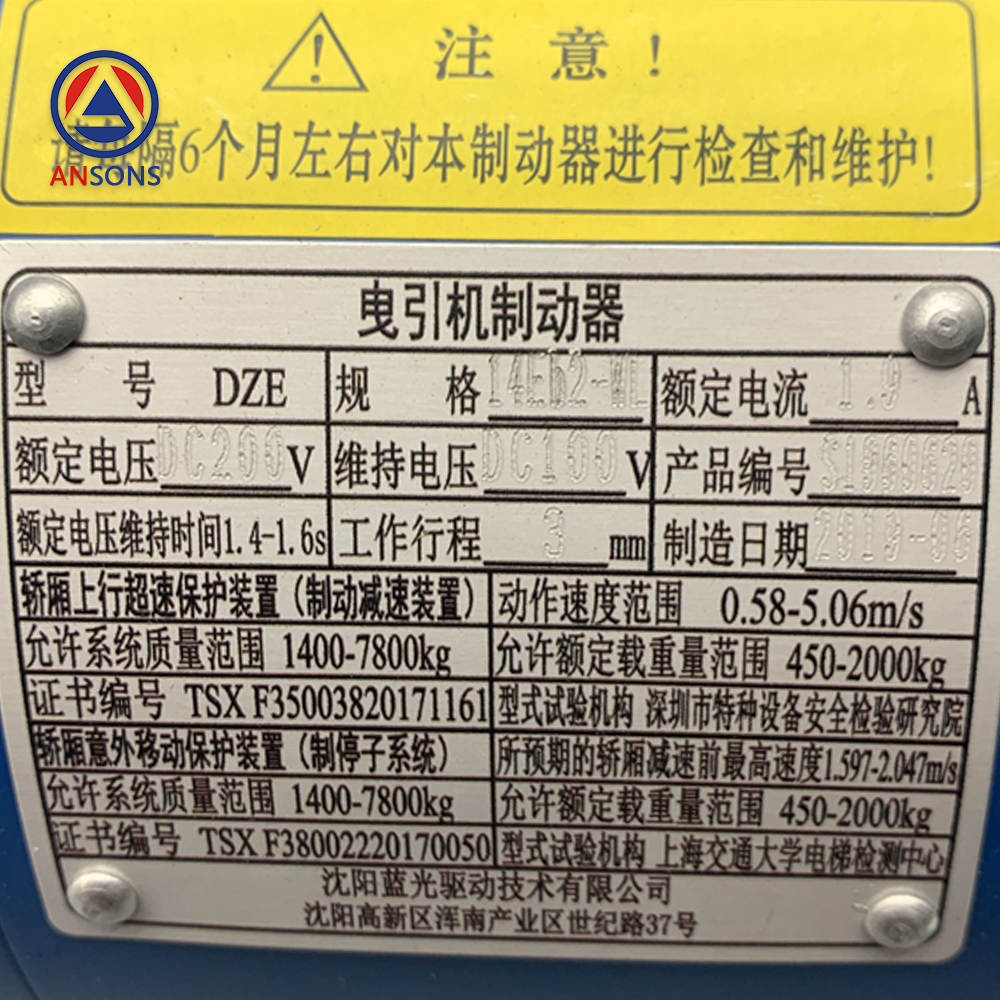 注意！
ANSONS
请每隔6个月左右对本制动器进行检查和维护!
曳引机制动器
型号 DZE 规格 14E62-WL 额定电流 1.9 A
额定电压 DC200 V 维持电压 DC100 V 产品编号
额定电压维持时间1.4-1.6s 工作行程 3 mm 制造日期 2019-06
轿厢上行超速保护装置（制动减速装置） 动作速度范围 0.58-5.06m/s
允许系统质量范围 1400-7800kg 允许额定载重量范围 450-2000kg
证书编号 TSX F35003820171161 型式试验机构 深圳市特种设备安全检验研究院
轿厢意外移动保护装置（制停子系统） 所预期的轿厢减速前最高速度1.597-2.047m/s
允许系统质量范围 1400-7800kg 允许额定载重量范围 450-2000kg
证书编号 TSX F38002220170050 型式试验机构 上海交通大学电梯检测中心
沈阳蓝光驱动技术有限公司
沈阳高新区浑南产业区世纪路37号